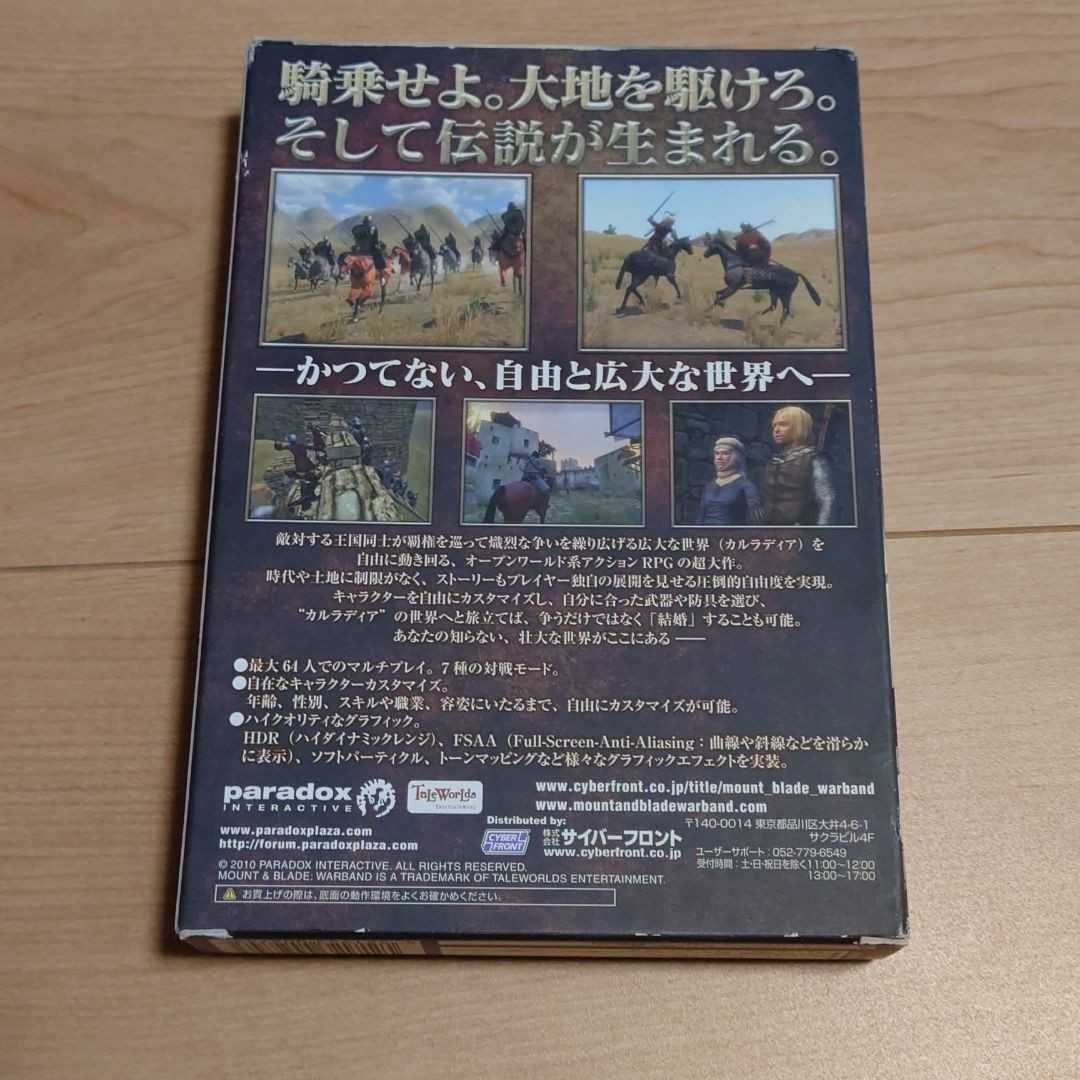 騎乗せよ。大地を駆けろ。
そして伝説が生まれる。
―かつてない、自由と広大な世界へ―
敵対する王国同士が覇権を巡って熾烈な争いを繰り広げる広大な世界（カルラディア）を
自由に動き回る、オープンワールド系アクションRPGの超大作。
時代や土地に制限がなく、ストーリーもプレイヤー独自の展開を見せる圧倒的自由度を実現。
キャラクターを自由にカスタマイズし、自分に合った武器や防具を選び、
“カルラディア”の世界へと旅立てば、争うだけではなく「結婚」することも可能。
あなたの知らない、壮大な世界がここにある ――
●最大64人でのマルチプレイ。7種の対戦モード。
●自在なキャラクターカスタマイズ。
年齢、性別、スキルや職業、容姿にいたるまで、自由にカスタマイズが可能。
●ハイクオリティなグラフィック。
HDR（ハイダイナミックレンジ）、FSAA（Full-Screen-Anti-Aliasing：曲線や斜線などを滑らか
に表示）、ソフトパーティクル、トーンマッピングなど様々なグラフィックエフェクトを実装。
paradox
INTERACTIVE
TaleWorlds
ENTERTAINMENT
www.paradoxplaza.com
http://forum.paradoxplaza.com
www.cyberfront.co.jp/title/mount_blade_warband
www.mountandbladewarband.com
Distributed by:
CYBER FRONT
株式会社サイバーフロント
www.cyberfront.co.jp
〒140-0014 東京都品川区大井4-6-1
サクラビル4F
ユーザーサポート：052-779-6549
受付時間：土・日・祝日を除く11:00〜12:00
13:00〜17:00
© 2010 PARADOX INTERACTIVE. ALL RIGHTS RESERVED.
MOUNT & BLADE: WARBAND IS A TRADEMARK OF TALEWORLDS ENTERTAINMENT.
お買上げの際は、底面の動作環境をよくお確かめください。